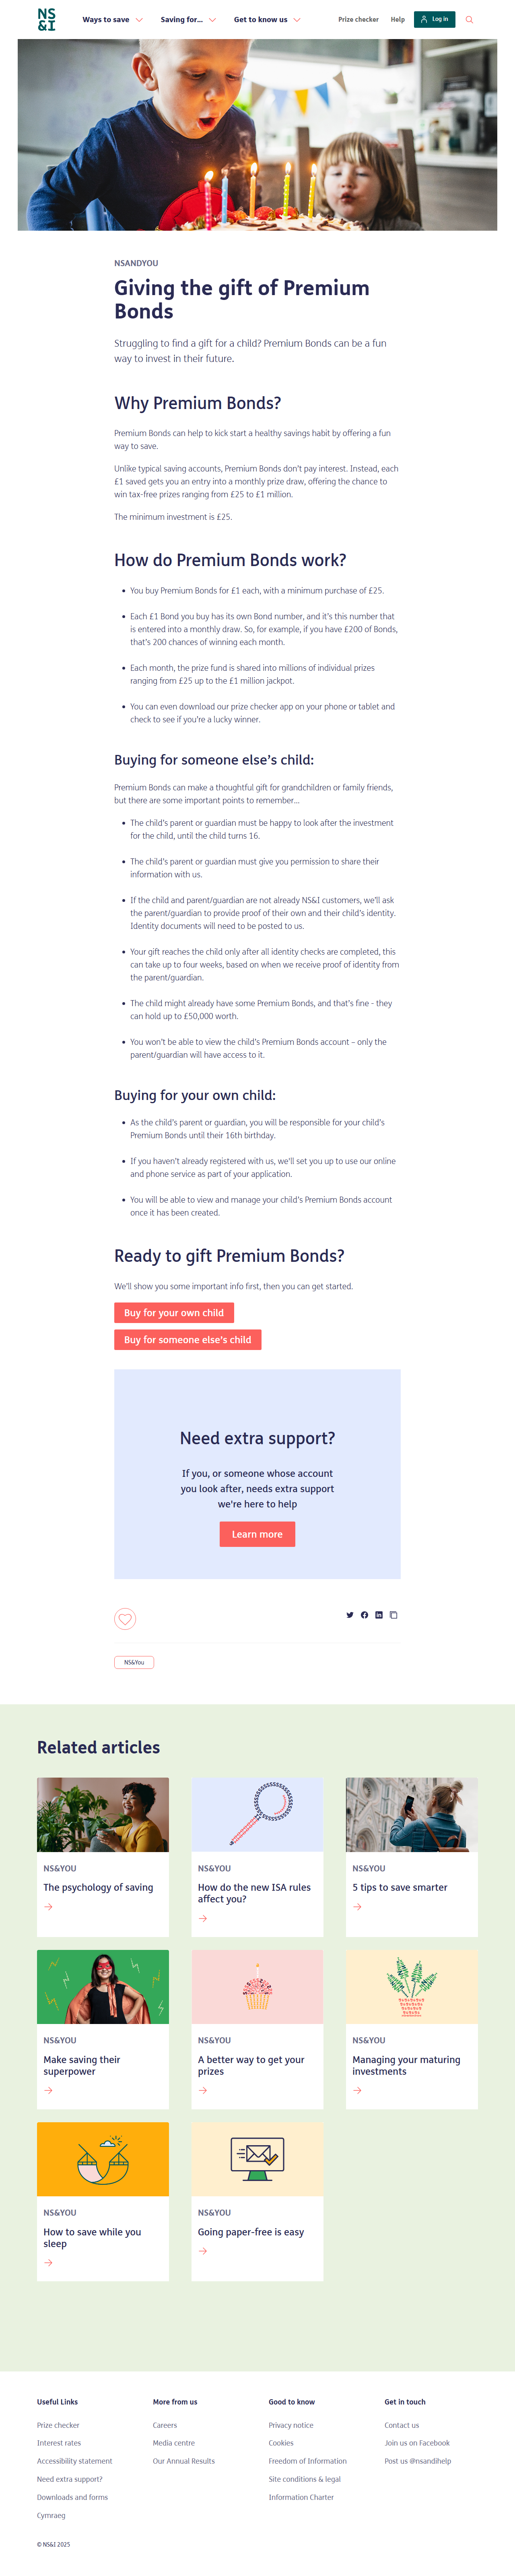 NS
&I
Ways to save
Saving for...
Get to know us
Prize checker
Help
Log in
NSANDYOU
Giving the gift of Premium
Bonds
Struggling to find a gift for a child? Premium Bonds can be a fun
way to invest in their future.
Why Premium Bonds?
Premium Bonds can help to kick start a healthy savings habit by offering a fun
way to save.
Unlike typical saving accounts, Premium Bonds don't pay interest. Instead, each
£1 saved gets you an entry into a monthly prize draw, offering the chance to
win tax-free prizes ranging from £25 to £1 million.
The minimum investment is £25.
How do Premium Bonds work?
• You buy Premium Bonds for £1 each, with a minimum purchase of £25.
• Each £1 Bond you buy has its own Bond number, and it's this number that
is entered into a monthly draw. So, for example, if you have £200 of Bonds,
that's 200 chances of winning each month.
• Each month, the prize fund is shared into millions of individual prizes
ranging from £25 up to the £1 million jackpot.
• You can even download our prize checker app on your phone or tablet and
check to see if you're a lucky winner.
Buying for someone else's child:
Premium Bonds can make a thoughtful gift for grandchildren or family friends,
but there are some important points to remember...
• The child's parent or guardian must be happy to look after the investment
for the child, until the child turns 16.
• The child's parent or guardian must give you permission to share their
information with us.
• If the child and parent/guardian are not already NS&I customers, we'll ask
the parent/guardian to provide proof of their own and their child's identity.
Identity documents will need to be posted to us.
• Your gift reaches the child only after all identity checks are completed, this
can take up to four weeks, based on when we receive proof of identity from
the parent/guardian.
• The child might already have some Premium Bonds, and that's fine - they
can hold up to £50,000 worth.
• You won't be able to view the child's Premium Bonds account – only the
parent/guardian will have access to it.
Buying for your own child:
• As the child's parent or guardian, you will be responsible for your child's
Premium Bonds until their 16th birthday.
• If you haven't already registered with us, we'll set you up to use our online
and phone service as part of your application.
• You will be able to view and manage your child's Premium Bonds account
once it has been created.
Ready to gift Premium Bonds?
We'll show you some important info first, then you can get started.
Buy for your own child
Buy for someone else's child
Need extra support?
If you, or someone whose account
you look after, needs extra support
we're here to help
Learn more
NS&You
Related articles
NS&YOU
The psychology of saving
NS&YOU
How do the new ISA rules
affect you?
NS&YOU
5 tips to save smarter
NS&YOU
Make saving their
superpower
NS&YOU
A better way to get your
prizes
NS&YOU
Managing your maturing
investments
NS&YOU
How to save while you
sleep
NS&YOU
Going paper-free is easy
Useful Links
Prize checker
Interest rates
Accessibility statement
Need extra support?
Downloads and forms
Cymraeg
More from us
Careers
Media centre
Our Annual Results
Good to know
Privacy notice
Cookies
Freedom of Information
Site conditions & legal
Information Charter
Get in touch
Contact us
Join us on Facebook
Post us @nsandihelp
© NS&I 2025